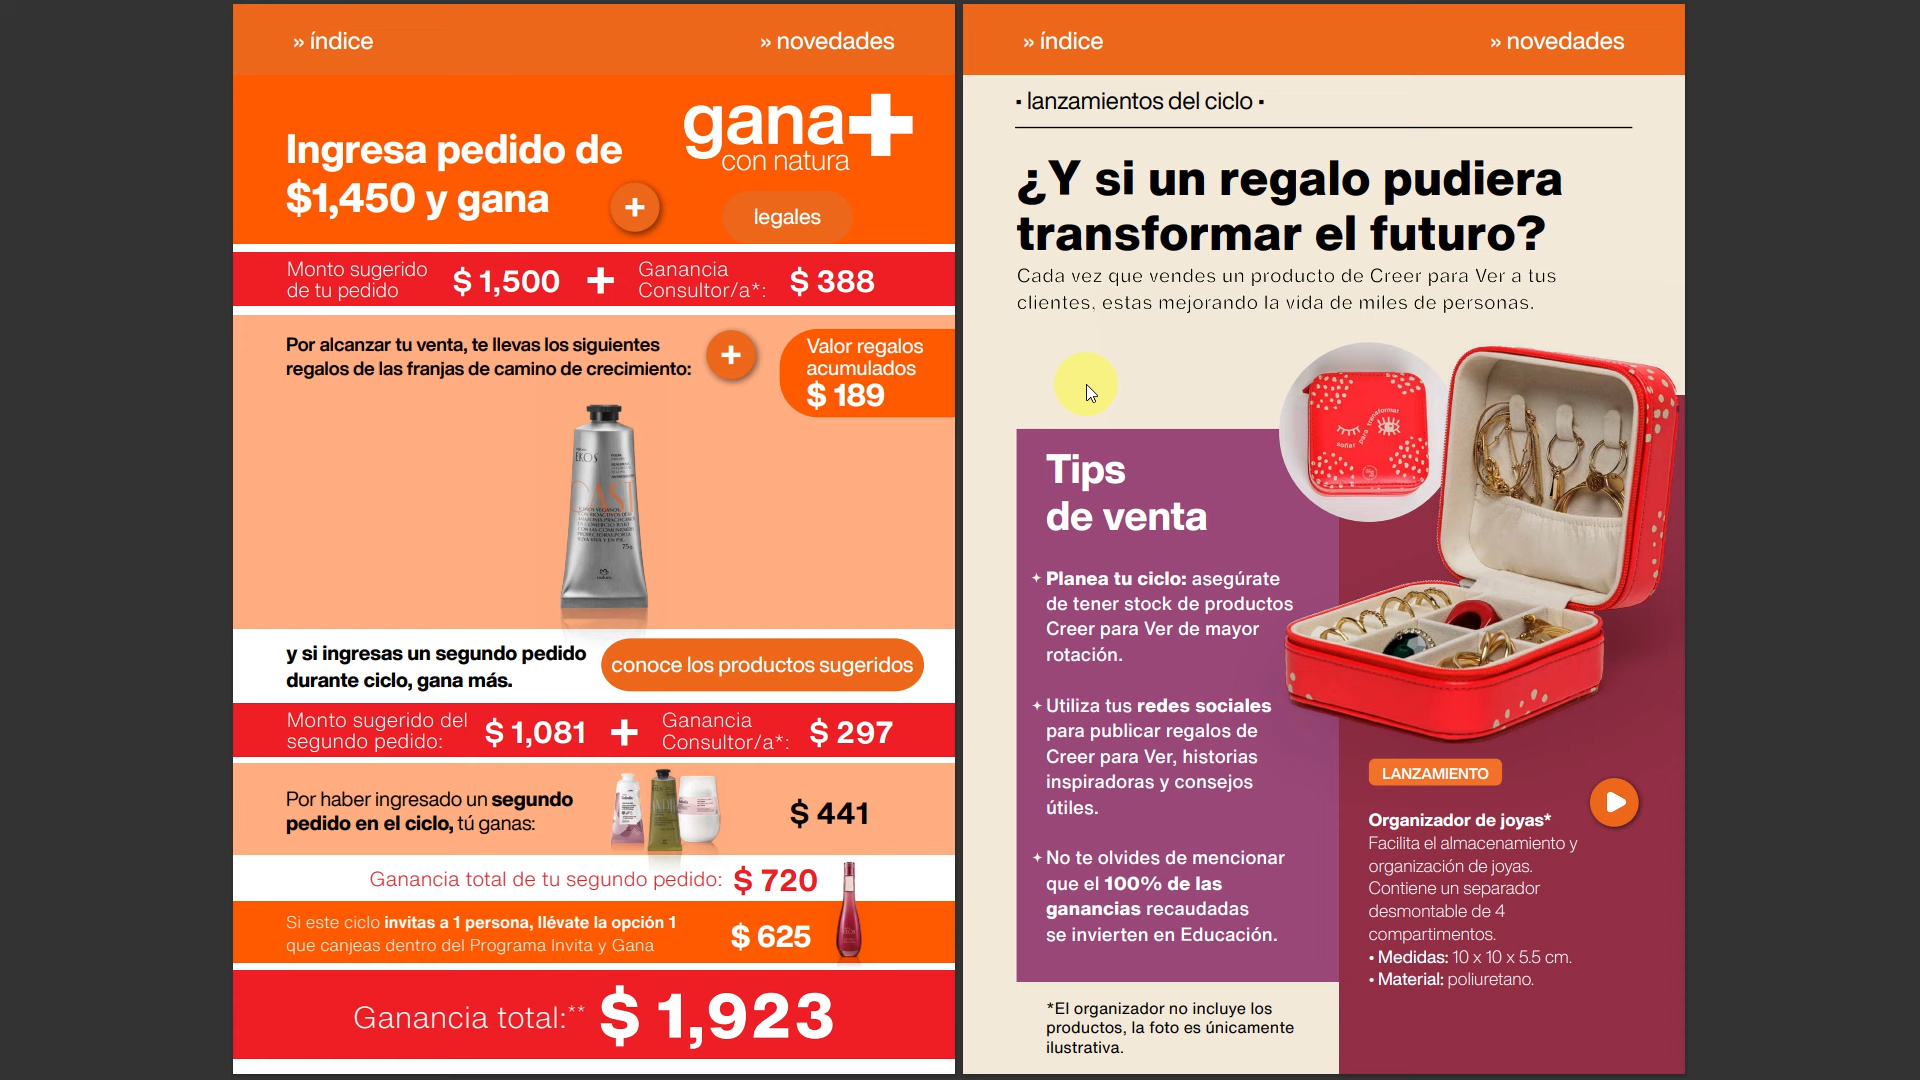 » índice
» novedades
Ingresa pedido de
$1,450 y gana
+
gana+
con natura
legales
Monto sugerido
de tu pedido
$ 1,500
+
Ganancia
Consultor/a*:
$ 388
Por alcanzar tu venta, te llevas los siguientes
regalos de las franjas de camino de crecimiento:
+
Valor regalos
acumulados
$ 189
EKOS
75g
natura
y si ingresas un segundo pedido
durante ciclo, gana más.
conoce los productos sugeridos
Monto sugerido del
segundo pedido:
$ 1,081
+
Ganancia
Consultor/a*:
$ 297
Por haber ingresado un segundo
pedido en el ciclo, tú ganas:
$ 441
Ganancia total de tu segundo pedido:
$ 720
Si este ciclo invitas a 1 persona, llévate la opción 1
que canjeas dentro del Programa Invita y Gana
$ 625
Ganancia total:**
$ 1,923
» índice
» novedades
· lanzamientos del ciclo ·
¿Y si un regalo pudiera
transformar el futuro?
Cada vez que vendes un producto de Creer para Ver a tus
clientes, estas mejorando la vida de miles de personas.
soñar para transformar
Tips
de venta
Planea tu ciclo: asegúrate
de tener stock de productos
Creer para Ver de mayor
rotación.
Utiliza tus redes sociales
para publicar regalos de
Creer para Ver, historias
inspiradoras y consejos
útiles.
No te olvides de mencionar
que el 100% de las
ganancias recaudadas
se invierten en Educación.
*El organizador no incluye los
productos, la foto es únicamente
ilustrativa.
LANZAMIENTO
Organizador de joyas*
Facilita el almacenamiento y
organización de joyas.
Contiene un separador
desmontable de 4
compartimentos.
• Medidas: 10 x 10 x 5.5 cm.
• Material: poliuretano.